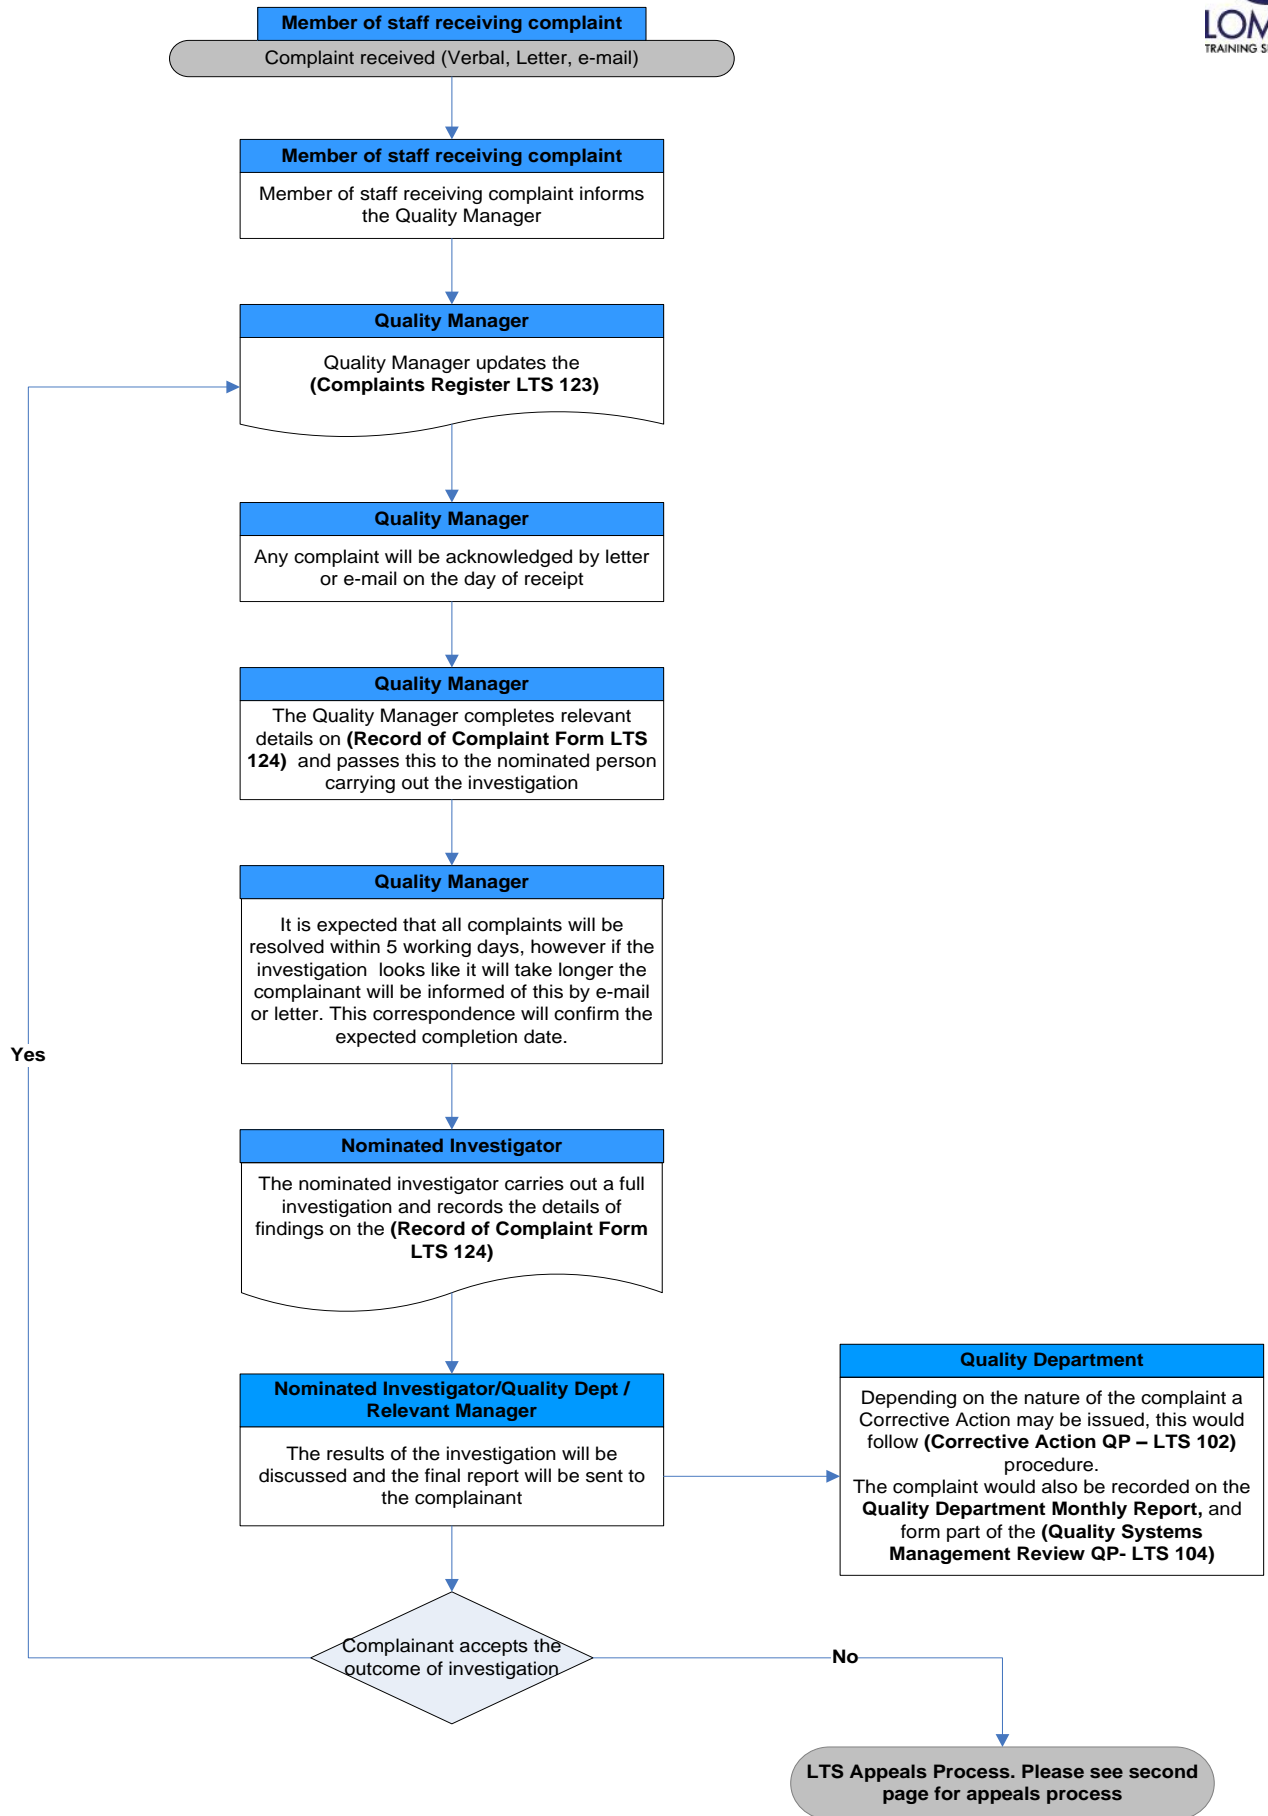 LOM
TRAINING S
Member of staff receiving complaint
Complaint received (Verbal, Letter, e-mail)
Member of staff receiving complaint
Member of staff receiving complaint informs
the Quality Manager
Quality Manager
Quality Manager updates the
(Complaints Register LTS 123)
Quality Manager
Any complaint will be acknowledged by letter
or e-mail on the day of receipt
Quality Manager
The Quality Manager completes relevant
details on (Record of Complaint Form LTS
124) and passes this to the nominated person
carrying out the investigation
Quality Manager
It is expected that all complaints will be
resolved within 5 working days, however if the
investigation looks like it will take longer the
complainant will be informed of this by e-mail
or letter. This correspondence will confirm the
expected completion date.
Yes
Nominated Investigator
The nominated investigator carries out a full
investigation and records the details of
findings on the (Record of Complaint Form
LTS 124)
Nominated Investigator/Quality Dept /
Relevant Manager
The results of the investigation will be
discussed and the final report will be sent to
the complainant
Quality Department
Depending on the nature of the complaint a
Corrective Action may be issued, this would
follow (Corrective Action QP – LTS 102)
procedure.
The complaint would also be recorded on the
Quality Department Monthly Report, and
form part of the (Quality Systems
Management Review QP- LTS 104)
Complainant accepts the
outcome of investigation
No
LTS Appeals Process. Please see second
page for appeals process